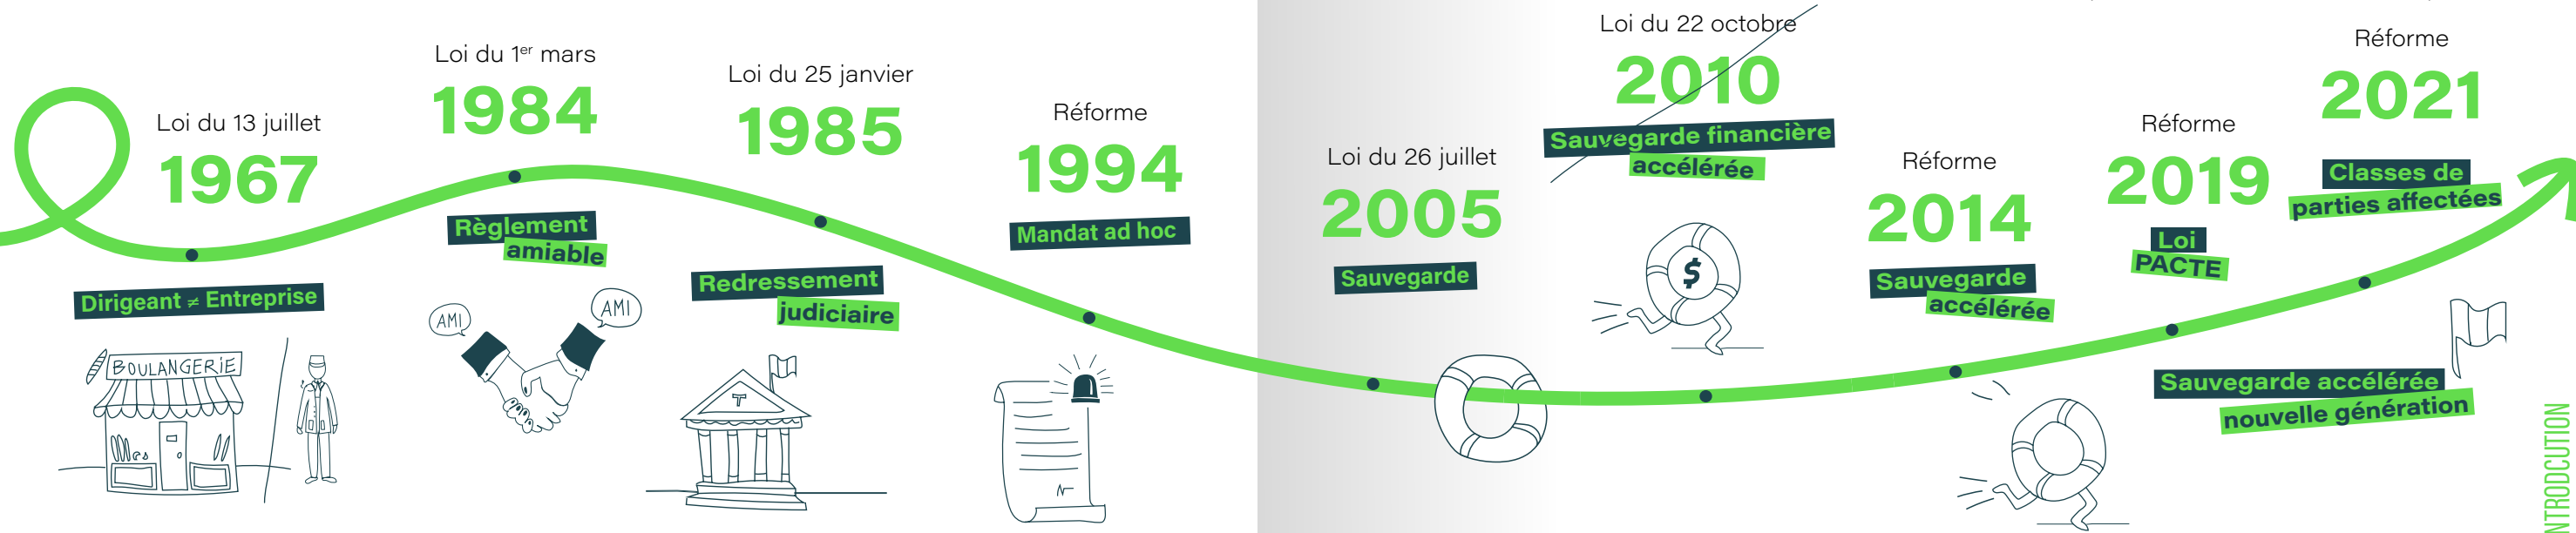 Loi du 13 juillet
1967
Dirigeant ≠ Entreprise
BOULANGERIE
Loi du 1er mars
1984
Règlement
amiable
AMI
AMI
Loi du 25 janvier
1985
Redressement
judiciaire
T
Réforme
1994
Mandat ad hoc
Loi du 26 juillet
2005
Sauvegarde
Loi du 22 octobre
2010
Sauvegarde financière
accélérée
$
Réforme
2014
Sauvegarde
accélérée
Réforme
2019
Loi
PACTE
Réforme
2021
Classes de
parties affectées
Sauvegarde accélérée
nouvelle génération
NTRODCUTION